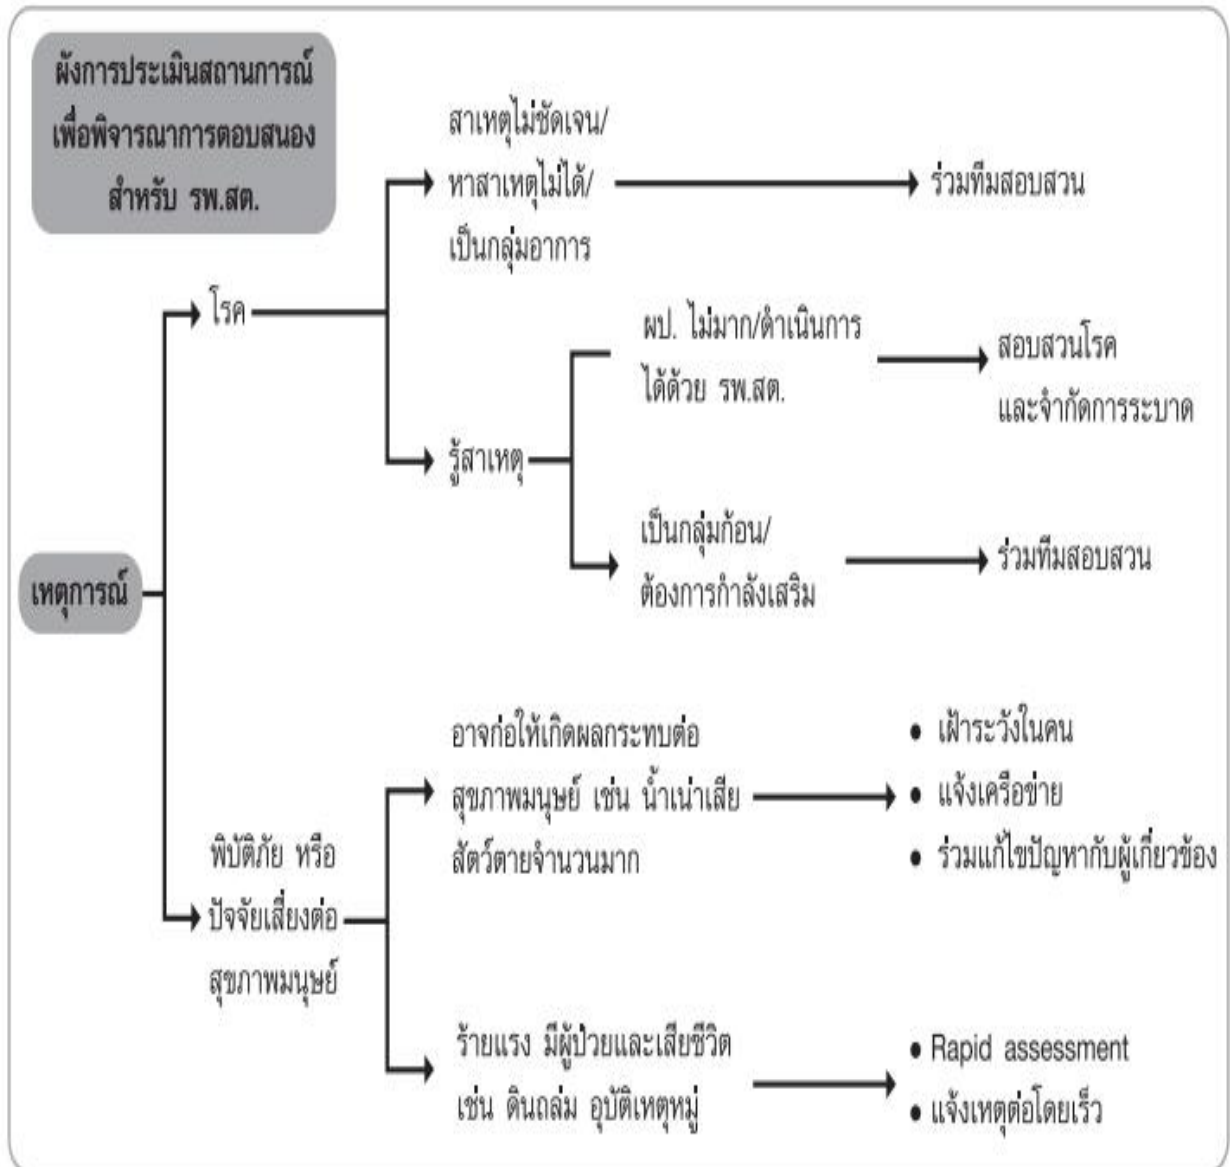 ผังการประเมินสถานการณ์
เพื่อพิจารณาการตอบสนอง
สำหรับ รพ.สต.
สาเหตุไม่ชัดเจน/
หาสาเหตุไม่ได้/
เป็นกลุ่มอาการ
ร่วมทีมสอบสวน
โรค
ผป. ไม่มาก/ดำเนินการ
ได้ด้วย รพ.สต.
สอบสวนโรค
และจำกัดการระบาด
รู้สาเหตุ
เป็นกลุ่มก้อน/
ต้องการกำลังเสริม
ร่วมทีมสอบสวน
เหตุการณ์
อาจก่อให้เกิดผลกระทบต่อ
สุขภาพมนุษย์ เช่น น้ำเน่าเสีย
สัตว์ตายจำนวนมาก
• เฝ้าระวังในคน
• แจ้งเครือข่าย
• ร่วมแก้ไขปัญหากับผู้เกี่ยวข้อง
พิบัติภัย หรือ
ปัจจัยเสี่ยงต่อ
สุขภาพมนุษย์
ร้ายแรง มีผู้ป่วยและเสียชีวิต
เช่น ดินถล่ม อุบัติเหตุหมู่
• Rapid assessment
• แจ้งเหตุต่อโดยเร็ว